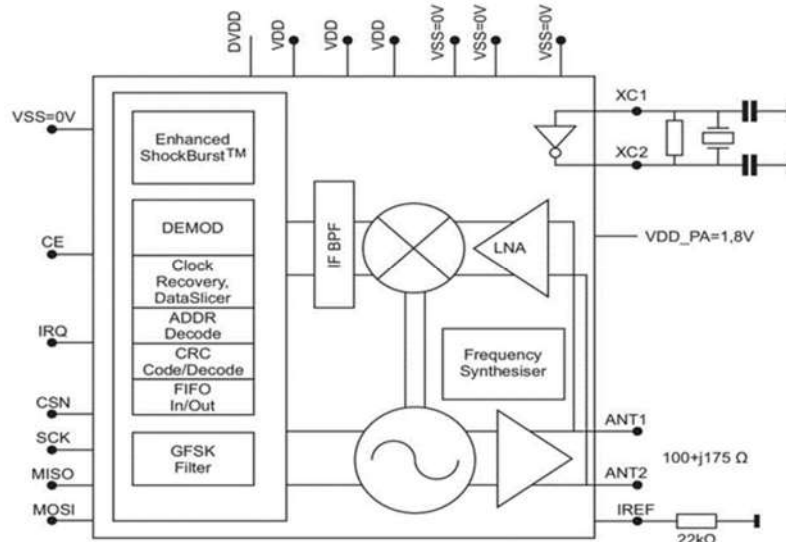 DVDD
VDD
VDD
VDD
VSS=0V
VSS=0V
VSS=0V
VSS=0V
XC1
XC2
Enhanced
ShockBurst™
DEMOD
IF BPF
LNA
VDD_PA=1,8V
CE
Clock
Recovery,
DataSlicer
ADDR
Decode
CRC
Code/Decode
FIFO
In/Out
IRQ
Frequency
Synthesiser
CSN
SCK
MISO
MOSI
GFSK
Filter
ANT1
ANT2
100+j175 Ω
IREF
22kΩ